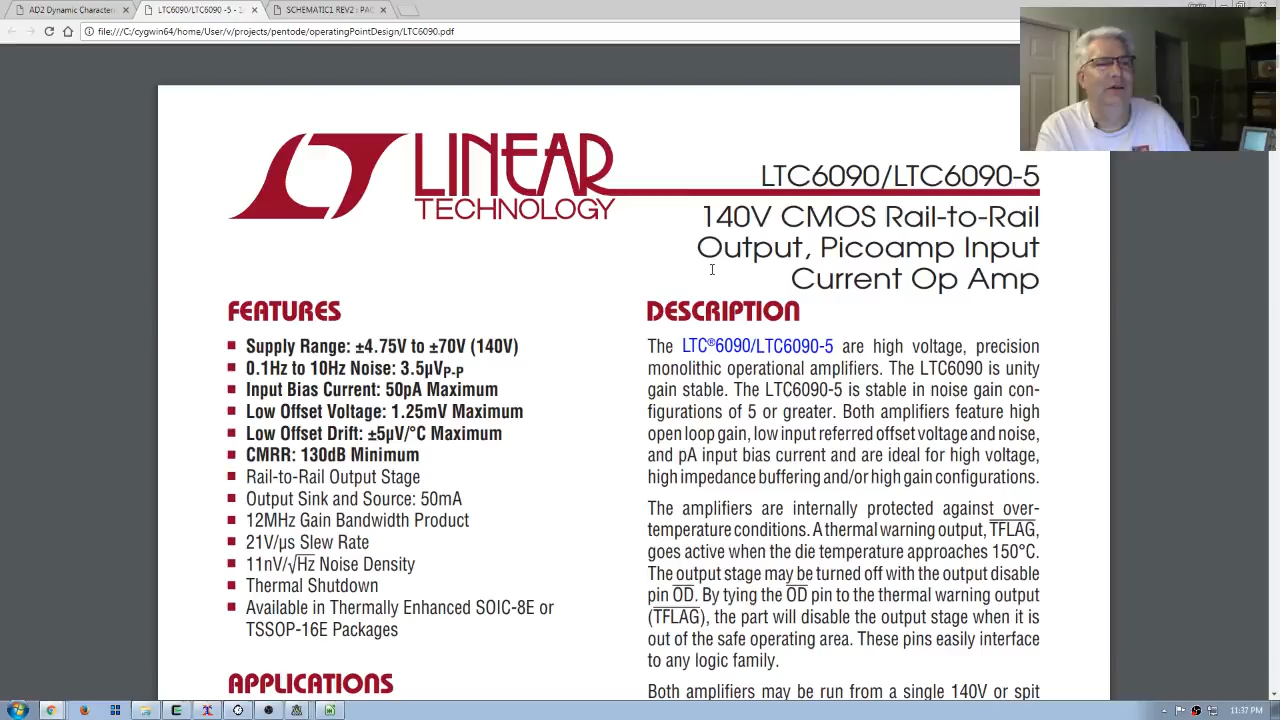 AD2 Dynamic Character
LTC6090/LTC6090 -5 - 1
SCHEMATIC1 REV2 : PAC
file:///C:/cygwin64/home/User/v/projects/pentode/operatingPointDesign/LTC6090.pdf
LINEAR
TECHNOLOGY
LTC6090/LTC6090-5
140V CMOS Rail-to-Rail
Output, Picoamp Input
Current Op Amp
FEATURES
■ Supply Range: ±4.75V to ±70V (140V)
■ 0.1Hz to 10Hz Noise: 3.5μVP-P
■ Input Bias Current: 50pA Maximum
■ Low Offset Voltage: 1.25mV Maximum
■ Low Offset Drift: ±5μV/°C Maximum
■ CMRR: 130dB Minimum
■ Rail-to-Rail Output Stage
■ Output Sink and Source: 50mA
■ 12MHz Gain Bandwidth Product
■ 21V/μs Slew Rate
■ 11nV/√Hz Noise Density
■ Thermal Shutdown
■ Available in Thermally Enhanced SOIC-8E or
TSSOP-16E Packages
APPLICATIONS
DESCRIPTION
The LTC®6090/LTC6090-5 are high voltage, precision
monolithic operational amplifiers. The LTC6090 is unity
gain stable. The LTC6090-5 is stable in noise gain con-
figurations of 5 or greater. Both amplifiers feature high
open loop gain, low input referred offset voltage and noise,
and pA input bias current and are ideal for high voltage,
high impedance buffering and/or high gain configurations.
The amplifiers are internally protected against over-
temperature conditions. A thermal warning output, TFLAG,
goes active when the die temperature approaches 150°C.
The output stage may be turned off with the output disable
pin OD. By tying the OD pin to the thermal warning output
(TFLAG), the part will disable the output stage when it is
out of the safe operating area. These pins easily interface
to any logic family.
Both amplifiers may be run from a single 140V or spit
11:37 PM